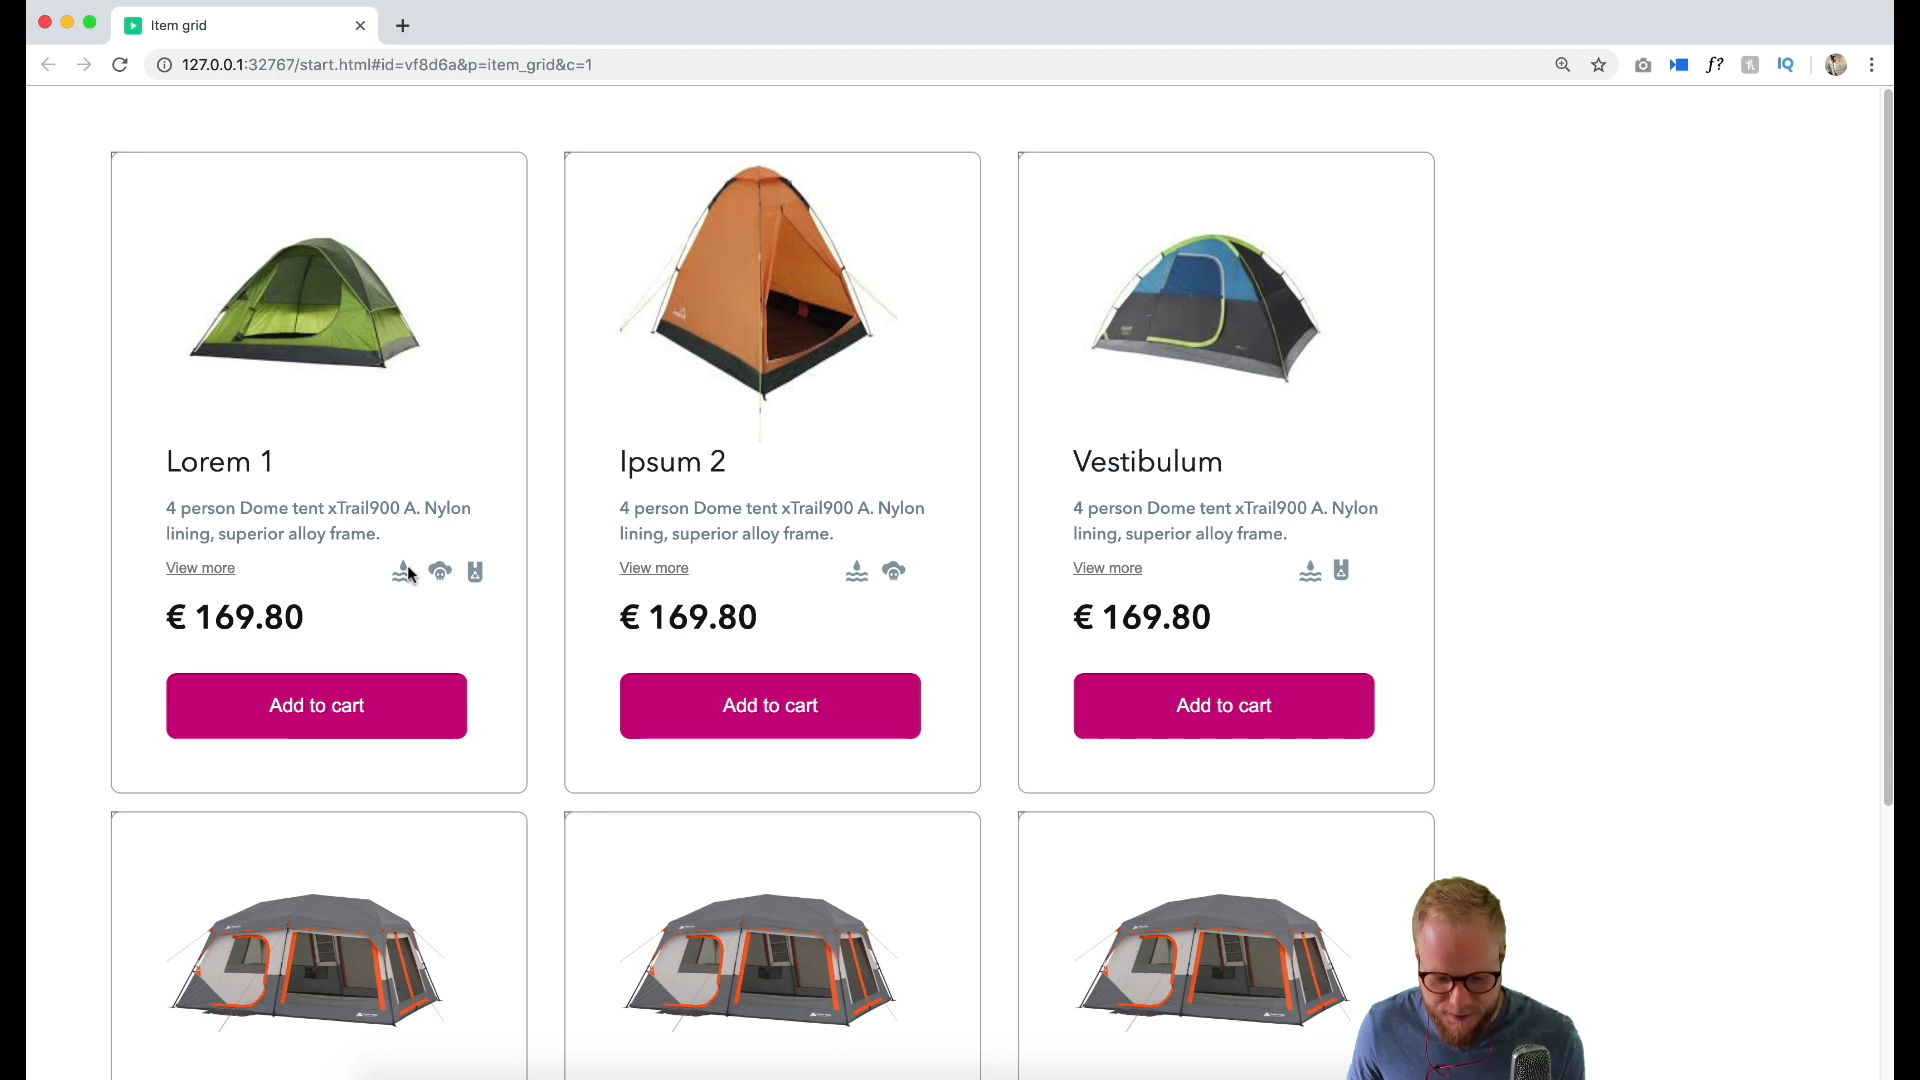 Item grid
127.0.0.1:32767/start.html#id=vf8d6a&p=item_grid&c=1
f?
IQ
Lorem 1
4 person Dome tent xTrail900 A. Nylon
lining, superior alloy frame.
View more
€ 169.80
Add to cart
Ipsum 2
4 person Dome tent xTrail900 A. Nylon
lining, superior alloy frame.
View more
€ 169.80
Add to cart
Vestibulum
4 person Dome tent xTrail900 A. Nylon
lining, superior alloy frame.
View more
€ 169.80
Add to cart